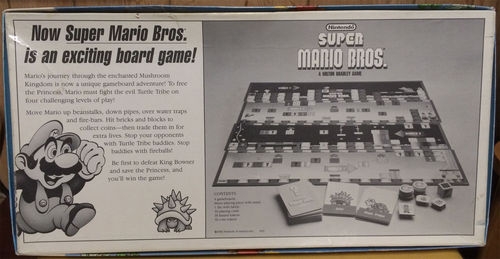 Now Super Mario Bros.
is an exciting board game!
Mario's journey through the enchanted Mushroom
Kingdom is now a unique gameboard adventure! To free
the Princess, Mario must fight the evil Turtle Tribe on
four challenging levels of play!
Move Mario up beanstalks, down pipes, over water traps
and fire-bars. Hit bricks and blocks to
collect coins—then trade them in for
extra lives. Stop your opponents
with Turtle Tribe baddies. Stop
baddies with fireballs!
Be first to defeat King Bowser
and save the Princess, and
you'll win the game!
Nintendo
SUPER
MARIO BROS.
A MILTON BRADLEY GAME
CONTENTS